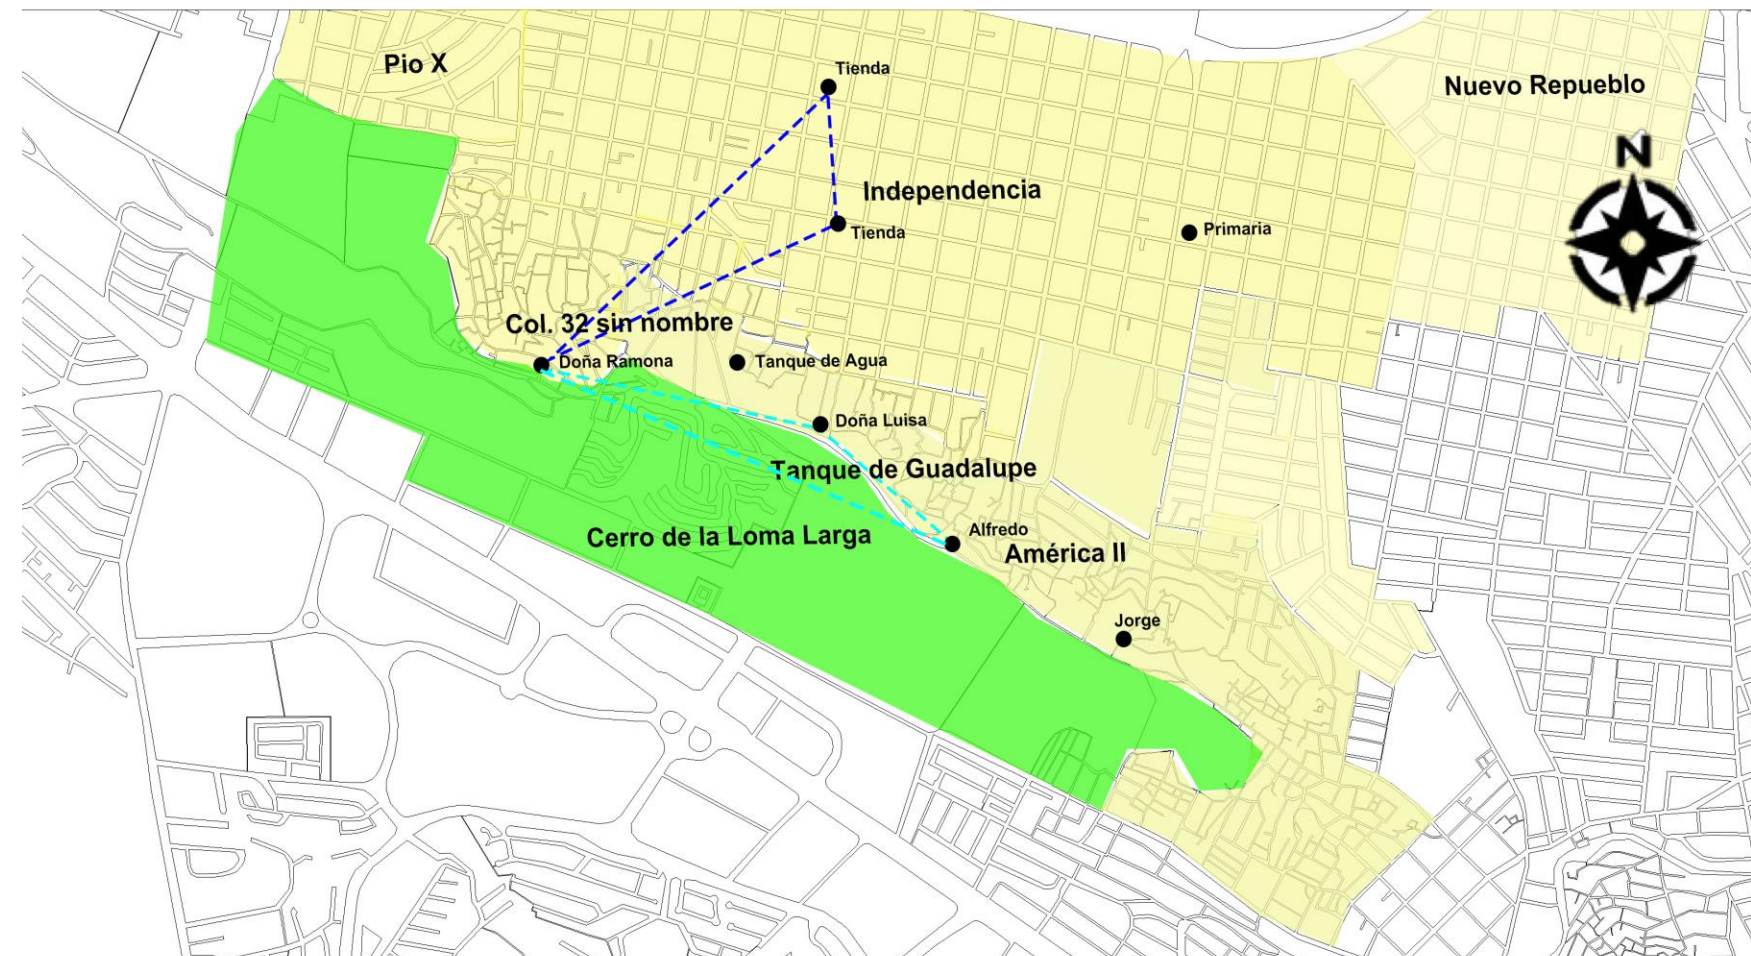 Pio X
Tienda
Nuevo Repueblo
N
Independencia
Tienda
Primaria
Col. 32 sin nombre
Doña Ramona
Tanque de Agua
Doña Luisa
Tanque de Guadalupe
Cerro de la Loma Larga
Alfredo
América II
Jorge